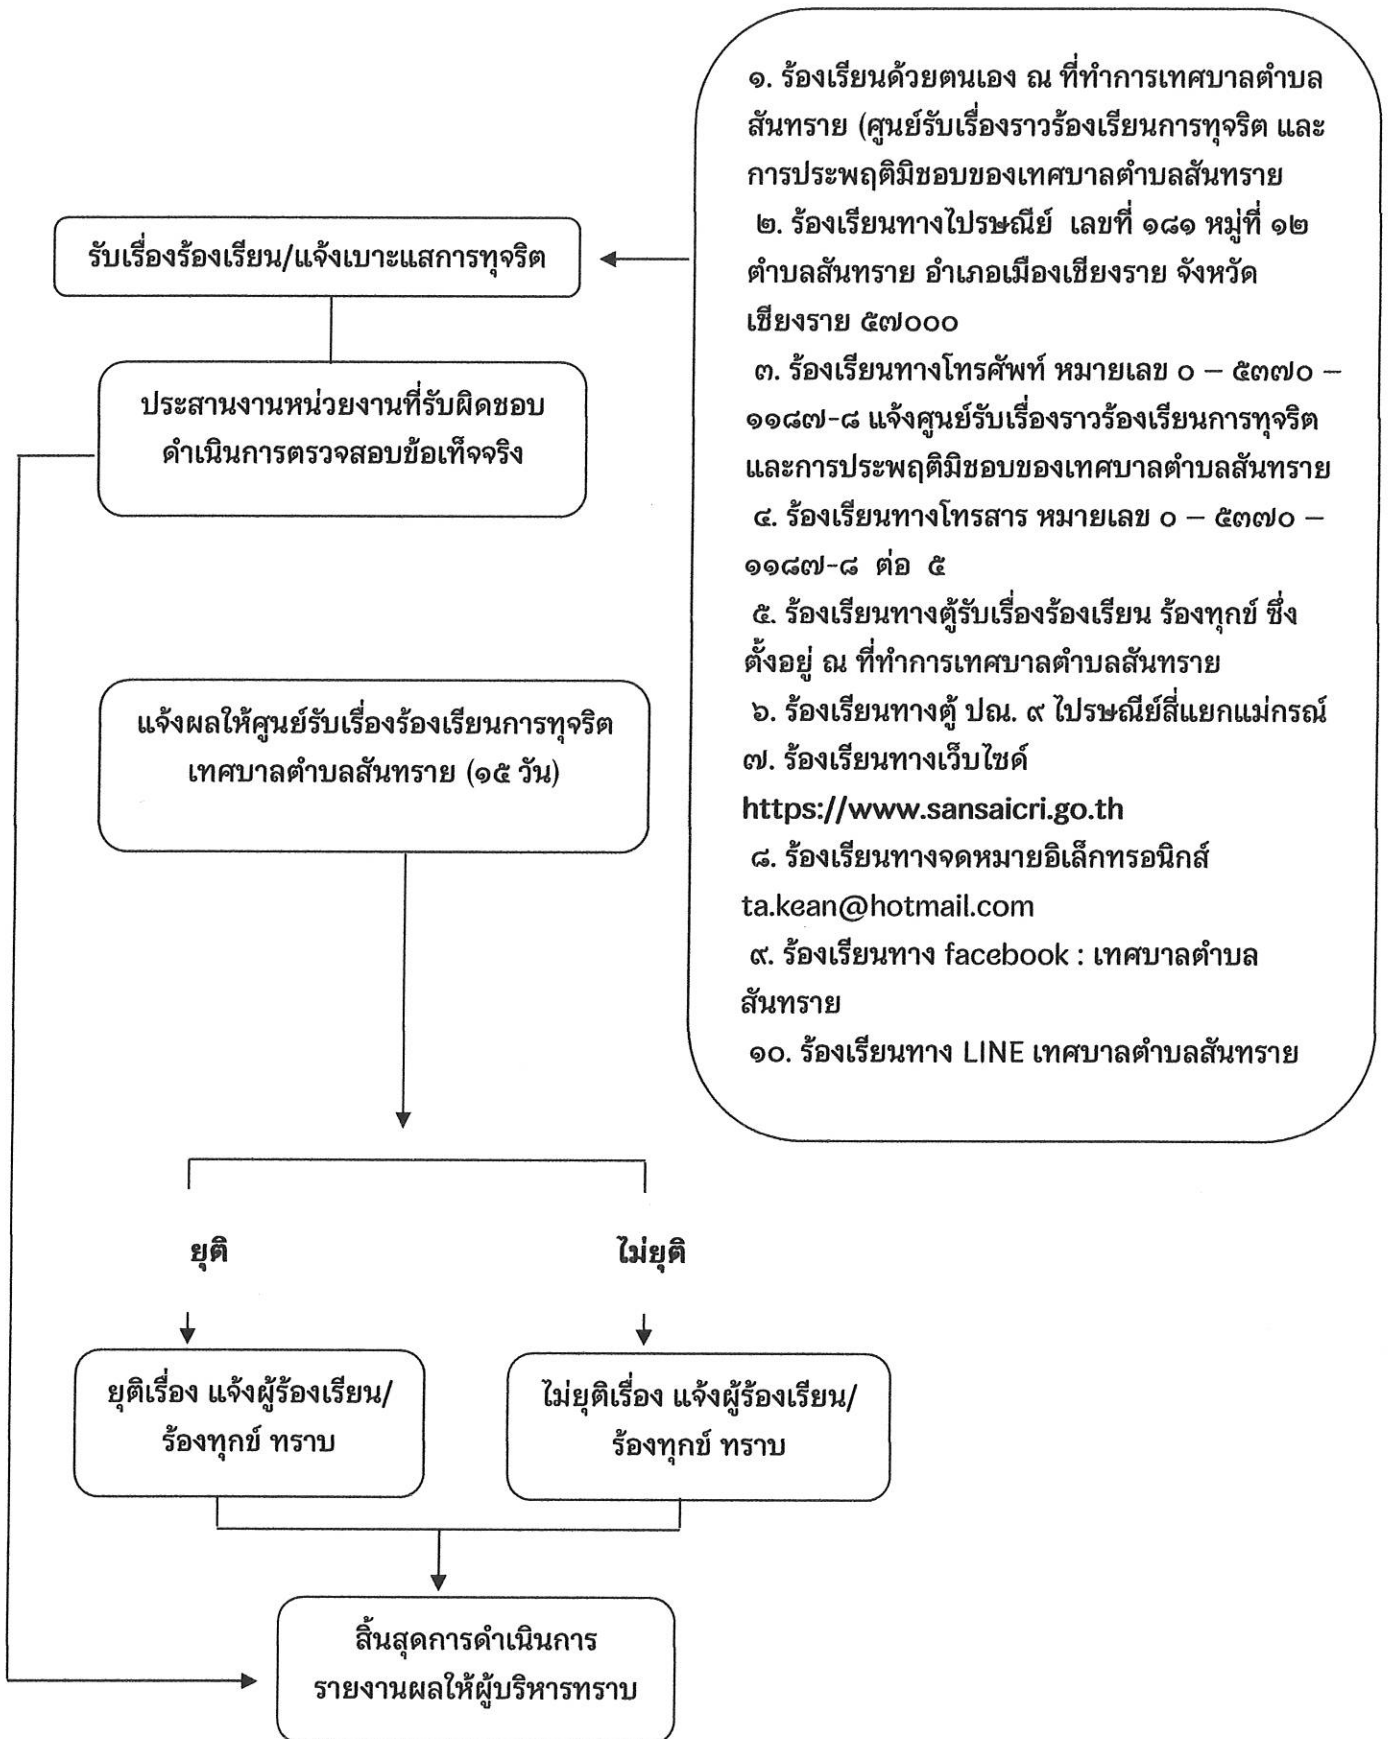 ๑. ร้องเรียนด้วยตนเอง ณ ที่ทำการเทศบาลตำบล
สันทราย (ศูนย์รับเรื่องราวร้องเรียนการทุจริต และ
การประพฤติมิชอบของเทศบาลตำบลสันทราย
๒. ร้องเรียนทางไปรษณีย์ เลขที่ ๑๘๑ หมู่ที่ ๑๒
ตำบลสันทราย อำเภอเมืองเชียงราย จังหวัด
เชียงราย ๕๗๐๐๐
๓. ร้องเรียนทางโทรศัพท์ หมายเลข ๐ – ๕๓๗๐ –
๑๑๘๗-๘ แจ้งศูนย์รับเรื่องราวร้องเรียนการทุจริต
และการประพฤติมิชอบของเทศบาลตำบลสันทราย
๔. ร้องเรียนทางโทรสาร หมายเลข ๐ – ๕๓๗๐ –
๑๑๘๗-๘ ต่อ ๕
๕. ร้องเรียนทางตู้รับเรื่องร้องเรียน ร้องทุกข์ ซึ่ง
ตั้งอยู่ ณ ที่ทำการเทศบาลตำบลสันทราย
๖. ร้องเรียนทางตู้ ปณ. ๙ ไปรษณีย์สี่แยกแม่กรณ์
๗. ร้องเรียนทางเว็บไซด์
https://www.sansaicri.go.th
๘. ร้องเรียนทางจดหมายอิเล็กทรอนิกส์
ta.kean@hotmail.com
๙. ร้องเรียนทาง facebook : เทศบาลตำบล
สันทราย
๑๐. ร้องเรียนทาง LINE เทศบาลตำบลสันทราย
รับเรื่องร้องเรียน/แจ้งเบาะแสการทุจริต
ประสานงานหน่วยงานที่รับผิดชอบ
ดำเนินการตรวจสอบข้อเท็จจริง
แจ้งผลให้ศูนย์รับเรื่องร้องเรียนการทุจริต
เทศบาลตำบลสันทราย (๑๕ วัน)
ยุติ
ไม่ยุติ
ยุติเรื่อง แจ้งผู้ร้องเรียน/
ร้องทุกข์ ทราบ
ไม่ยุติเรื่อง แจ้งผู้ร้องเรียน/
ร้องทุกข์ ทราบ
สิ้นสุดการดำเนินการ
รายงานผลให้ผู้บริหารทราบ